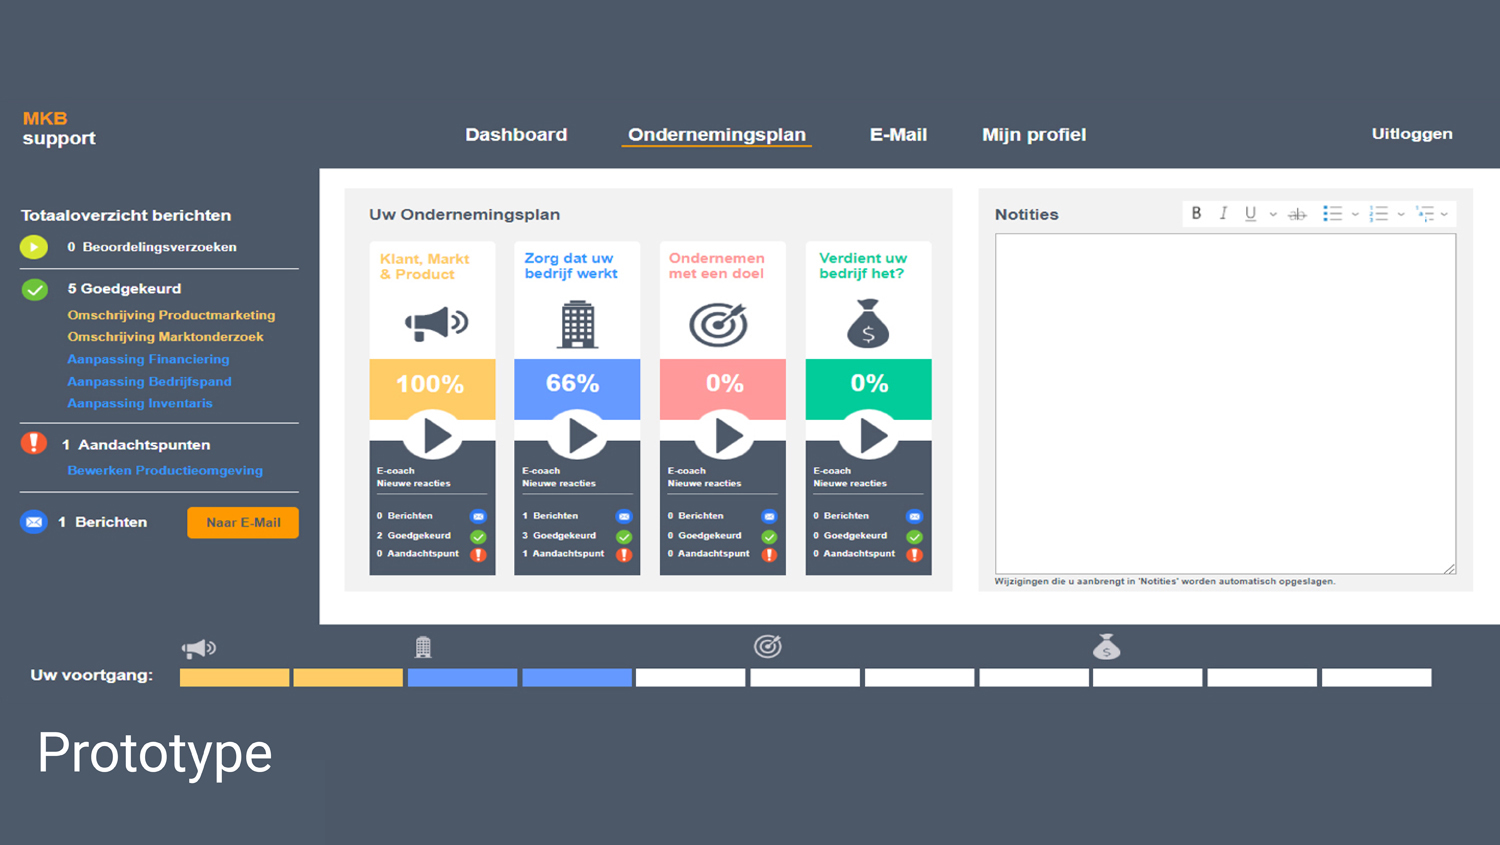 MKB
support
Dashboard
Ondernemingsplan
E-Mail
Mijn profiel
Uitloggen
Totaaloverzicht berichten
0 Beoordelingsverzoeken
5 Goedgekeurd
Omschrijving Productmarketing
Omschrijving Marktonderzoek
Aanpassing Financiering
Aanpassing Bedrijfspand
Aanpassing Inventaris
1 Aandachtspunten
Bewerken Productieomgeving
1 Berichten
Naar E-Mail
Uw Ondernemingsplan
Klant, Markt
& Product
100%
E-coach
Nieuwe reacties
0 Berichten
2 Goedgekeurd
0 Aandachtspunt
Zorg dat uw
bedrijf werkt
66%
E-coach
Nieuwe reacties
1 Berichten
3 Goedgekeurd
1 Aandachtspunt
Ondernemen
met een doel
0%
E-coach
Nieuwe reacties
0 Berichten
0 Goedgekeurd
0 Aandachtspunt
Verdient uw
bedrijf het?
$
0%
E-coach
Nieuwe reacties
0 Berichten
0 Goedgekeurd
0 Aandachtspunt
Notities
B I U ab
Wijzigingen die u aanbrengt in 'Notities' worden automatisch opgeslagen.
$
Uw voortgang:
Prototype